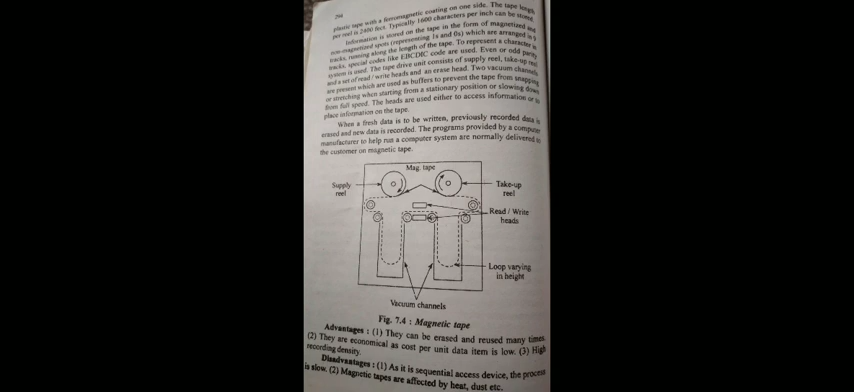 294
plastic tape with a ferromagnetic coating on one side. The tape length
per reel is 2400 feet. Typically 1600 characters per inch can be stored.
Information is stored on the tape in the form of magnetized and
non-magnetized spots (representing 1s and 0s) which are arranged in 9
tracks, running along the length of the tape. To represent a character in
tracks, special codes like EBCDIC code are used. Even or odd parity
system is used. The tape drive unit consists of supply reel, take-up reel
and a set of read / write heads and an erase head. Two vacuum channels
are present which are used as buffers to prevent the tape from snapping
or stretching when starting from a stationary position or slowing down
from full speed. The heads are used either to access information or to
place information on the tape.
When a fresh data is to be written, previously recorded data is
erased and new data is recorded. The programs provided by a computer
manufacturer to help run a computer system are normally delivered to
the customer on magnetic tape.
Mag. tape
Supply reel
Take-up reel
Read / Write heads
Loop varying in height
Vacuum channels
Fig. 7.4 : Magnetic tape
Advantages : (1) They can be erased and reused many times.
(2) They are economical as cost per unit data item is low. (3) High
recording density.
Disadvantages : (1) As it is sequential access device, the process
is slow. (2) Magnetic tapes are affected by heat, dust etc.